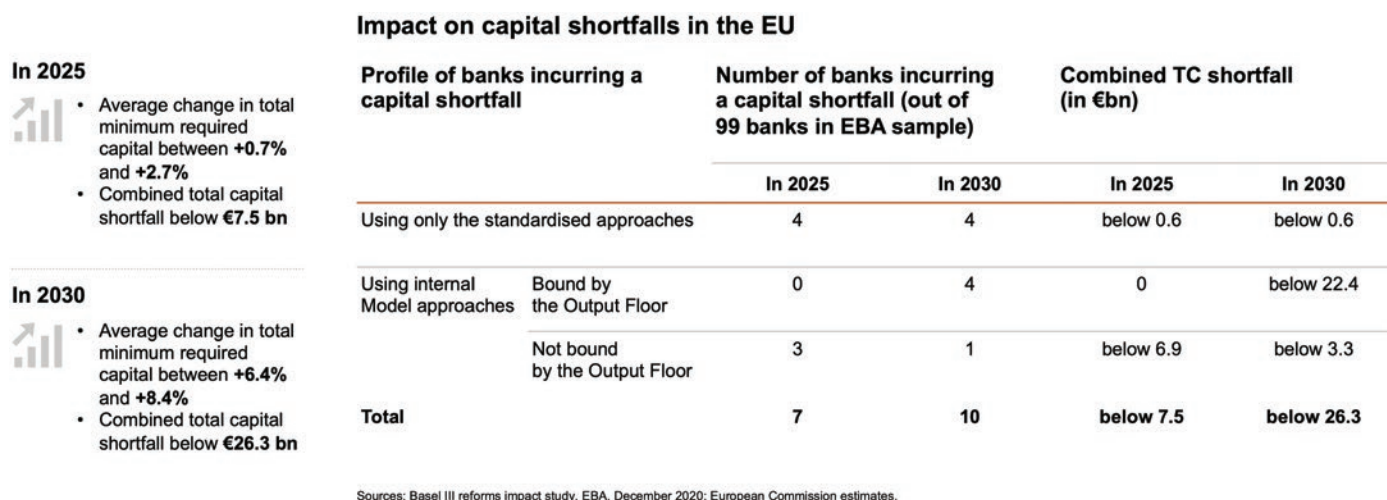 Impact on capital shortfalls in the EU
In 2025
• Average change in total
minimum required
capital between +0.7%
and +2.7%
• Combined total capital
shortfall below €7.5 bn
In 2030
• Average change in total
minimum required
capital between +6.4%
and +8.4%
• Combined total capital
shortfall below €26.3 bn
Profile of banks incurring a
capital shortfall
Number of banks incurring
a capital shortfall (out of
99 banks in EBA sample)
Combined TC shortfall
(in €bn)
In 2025 In 2030 In 2025 In 2030
Using only the standardised approaches 4 4 below 0.6 below 0.6
Using internal
Model approaches
Bound by
the Output Floor
0 4 0 below 22.4
Not bound
by the Output Floor
3 1 below 6.9 below 3.3
Total 7 10 below 7.5 below 26.3
Sources: Basel III reforms impact study, EBA, December 2020; European Commission estimates.